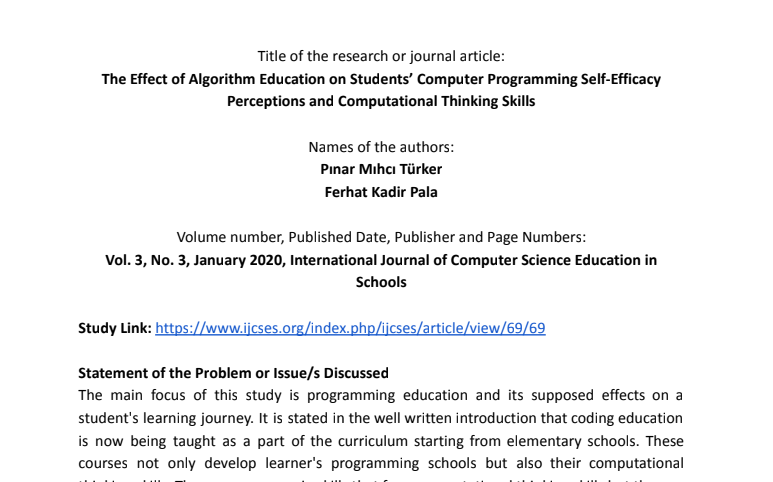 Title of the research or journal article:
The Effect of Algorithm Education on Students’ Computer Programming Self-Efficacy
Perceptions and Computational Thinking Skills
Names of the authors:
Pınar Mıhcı Türker
Ferhat Kadir Pala
Volume number, Published Date, Publisher and Page Numbers:
Vol. 3, No. 3, January 2020, International Journal of Computer Science Education in
Schools
Study Link: https://www.ijcses.org/index.php/ijcses/article/view/69/69
Statement of the Problem or Issue/s Discussed
The main focus of this study is programming education and its supposed effects on a
student's learning journey. It is stated in the well written introduction that coding education
is now being taught as a part of the curriculum starting from elementary schools. These
courses not only develop learner's programming schools but also their computational